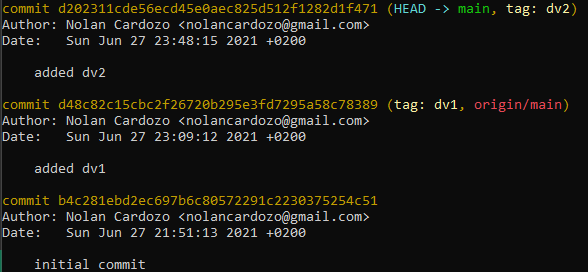 commit d202311cde56ecd45e0aec825d512f1282d1f471 (HEAD -> main, tag: dv2)
Author: Nolan Cardozo <nolancardozo@gmail.com>
Date:   Sun Jun 27 23:48:15 2021 +0200
    added dv2
commit d48c82c15cbc2f26720b295e3fd7295a58c78389 (tag: dv1, origin/main)
Author: Nolan Cardozo <nolancardozo@gmail.com>
Date:   Sun Jun 27 23:09:12 2021 +0200
    added dv1
commit b4c281ebd2ec697b6c80572291c2230375254c51
Author: Nolan Cardozo <nolancardozo@gmail.com>
Date:   Sun Jun 27 21:51:13 2021 +0200
    initial commit